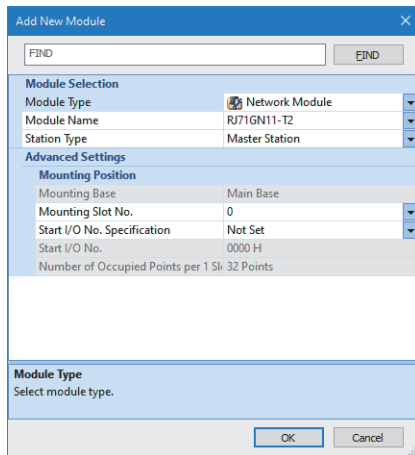 Add New Module
FIND
FIND
Module Selection
Module Type Network Module
Module Name RJ71GN11-T2
Station Type Master Station
Advanced Settings
Mounting Position
Mounting Base Main Base
Mounting Slot No. 0
Start I/O No. Specification Not Set
Start I/O No. 0000 H
Number of Occupied Points per 1 Sl 32 Points
Module Type
Select module type.
OK Cancel